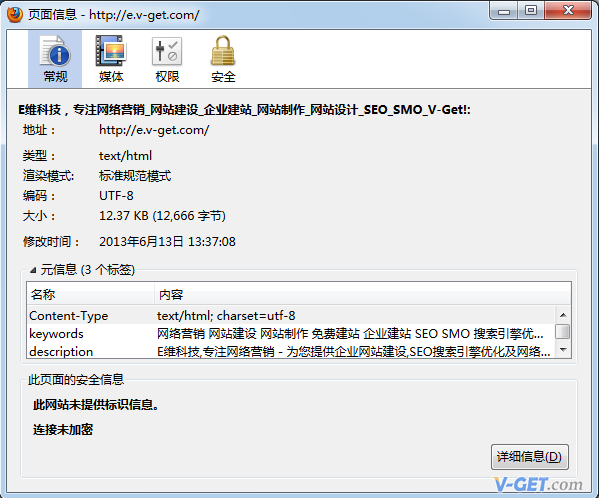 页面信息 - http://e.v-get.com/
常规 媒体 权限 安全
E维科技，专注网络营销_网站建设_企业建站_网站制作_网站设计_SEO_SMO_V-Get!:
地址： http://e.v-get.com/
类型： text/html
渲染模式: 标准规范模式
编码： UTF-8
大小： 12.37 KB (12,666 字节)
修改时间： 2013年6月13日 13:37:08
元信息 (3 个标签)
名称 内容
Content-Type text/html; charset=utf-8
keywords 网络营销 网站建设 网站制作 免费建站 企业建站 SEO SMO 搜索引擎优...
description E维科技,专注网络营销 - 为您提供企业网站建设,SEO搜索引擎优化及网络...
此页面的安全信息
此网站未提供标识信息。
连接未加密
详细信息(D)
V-GET.com